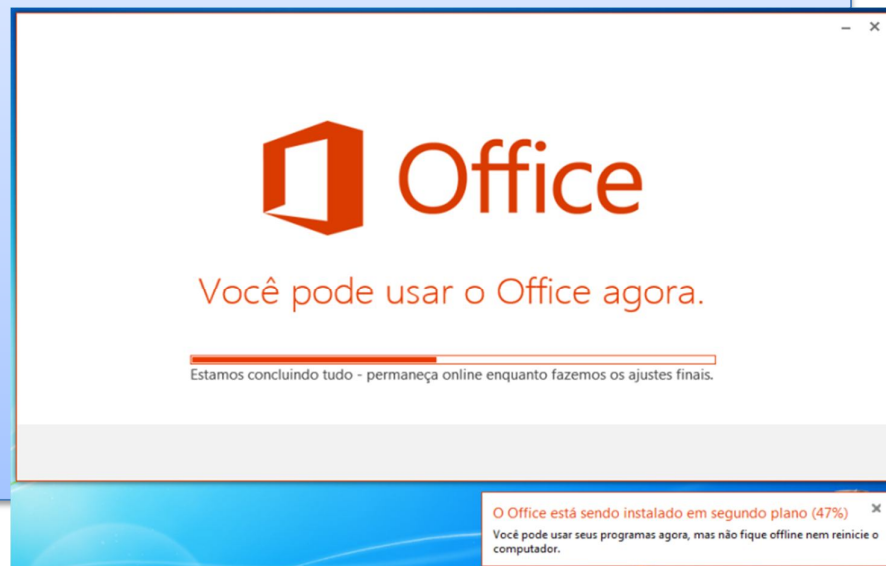 Office
Você pode usar o Office agora.
Estamos concluindo tudo - permaneça online enquanto fazemos os ajustes finais.
O Office está sendo instalado em segundo plano (47%)
Você pode usar seus programas agora, mas não fique offline nem reinicie o
computador.